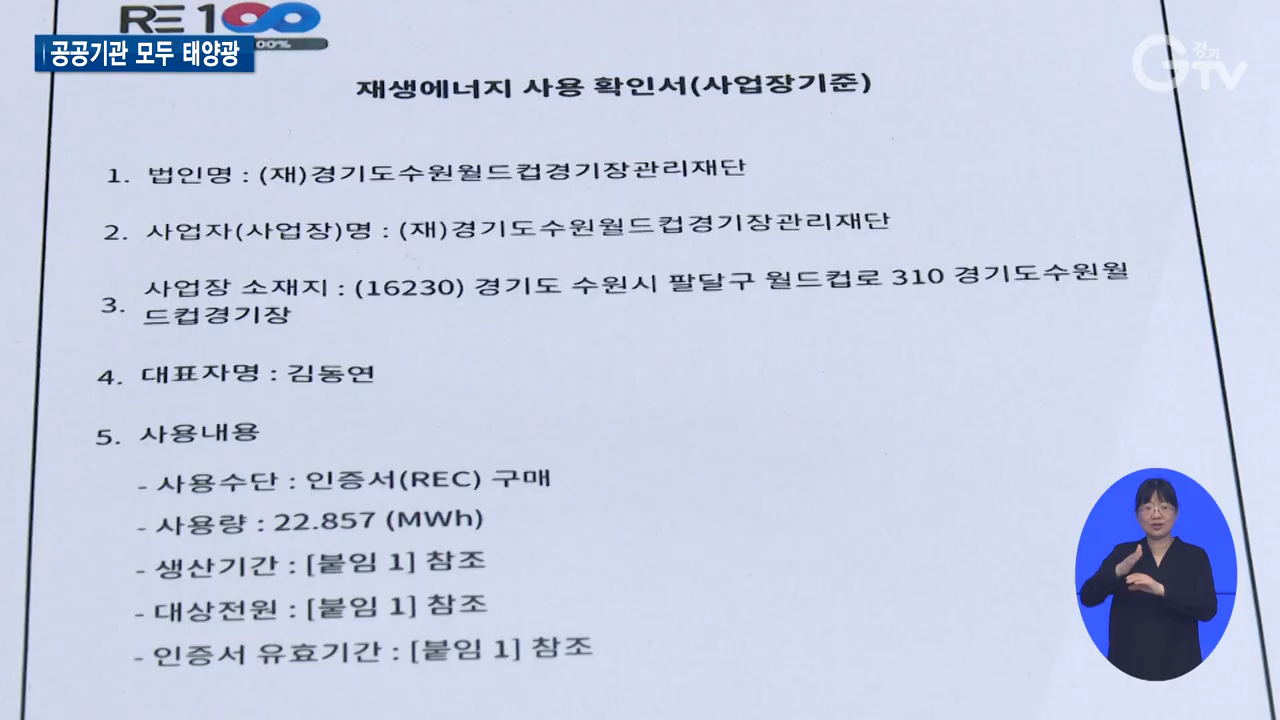 RE100
100%
공공기관 모두 태양광
경기
GTV
재생에너지 사용 확인서(사업장기준)
1. 법인명 : (재)경기도수원월드컵경기장관리재단
2. 사업자(사업장)명 : (재)경기도수원월드컵경기장관리재단
3. 사업장 소재지 : (16230) 경기도 수원시 팔달구 월드컵로 310 경기도수원월
드컵경기장
4. 대표자명 : 김동연
5. 사용내용
- 사용수단 : 인증서(REC) 구매
- 사용량 : 22.857 (MWh)
- 생산기간 : [붙임 1] 참조
- 대상전원 : [붙임 1] 참조
- 인증서 유효기간 : [붙임 1] 참조